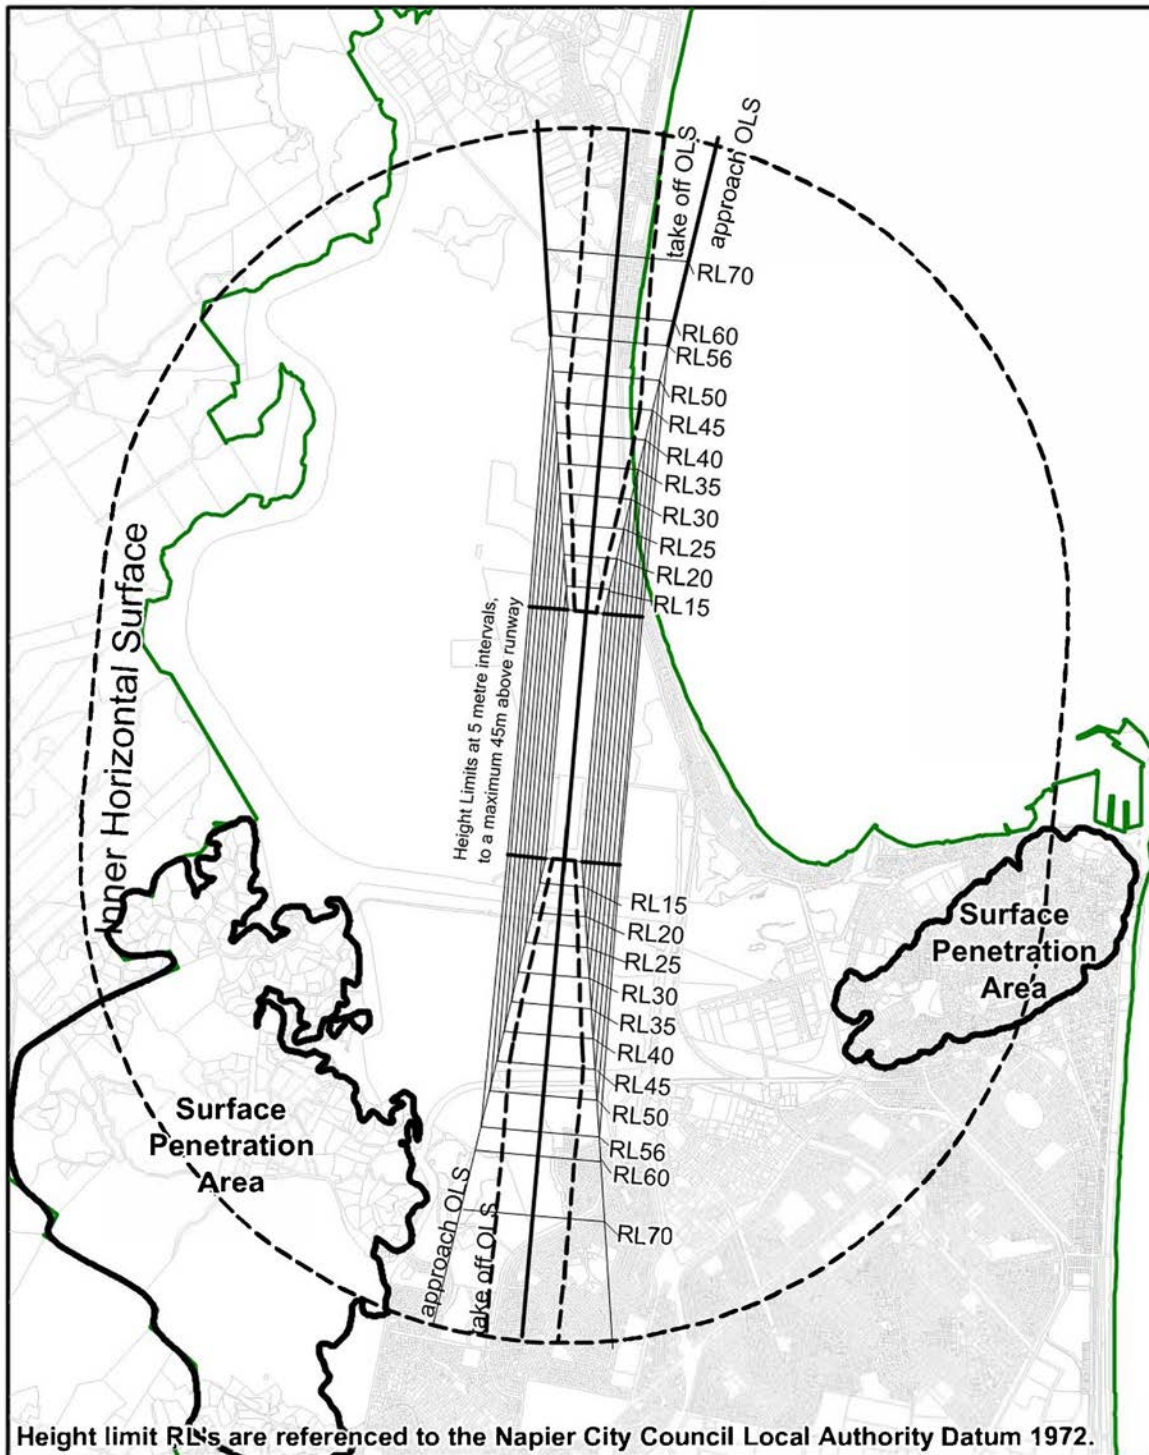 take off OLS
approach OLS
RL70
RL60
RL56
RL50
RL45
RL40
RL35
RL30
RL25
RL20
RL15
Inner Horizontal Surface
Height Limits at 5 metre intervals,
to a maximum 45m above runway
RL15
RL20
RL25
RL30
RL35
RL40
RL45
RL50
RL56
RL60
RL70
Surface
Penetration
Area
Surface
Penetration
Area
approach OLS
take off OLS
Height limit RL's are referenced to the Napier City Council Local Authority Datum 1972.